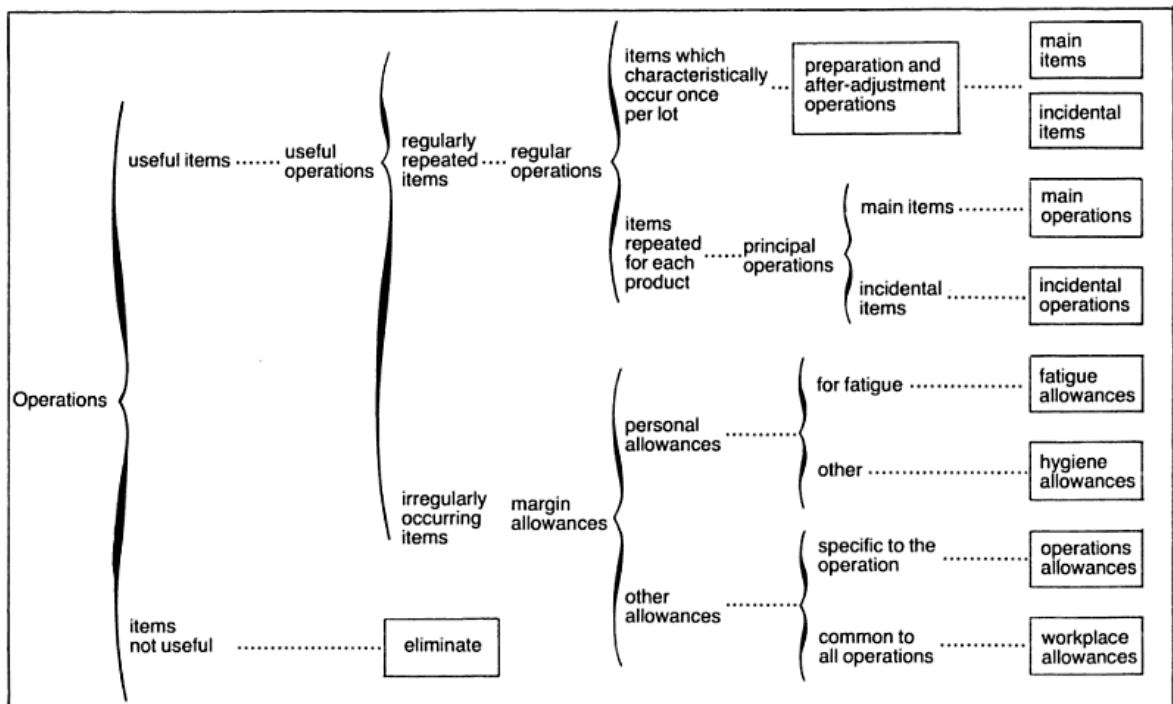 items which
characteristically
occur once
per lot
preparation and
after-adjustment
operations
main
items
incidental
items
useful items
useful
operations
regularly
repeated
items
regular
operations
items
repeated
for each
product
principal
operations
main items
main
operations
incidental
items
incidental
operations
Operations
personal
allowances
for fatigue
fatigue
allowances
other
hygiene
allowances
irregularly
occurring
items
margin
allowances
other
allowances
specific to the
operation
operations
allowances
common to
all operations
workplace
allowances
items
not useful
eliminate